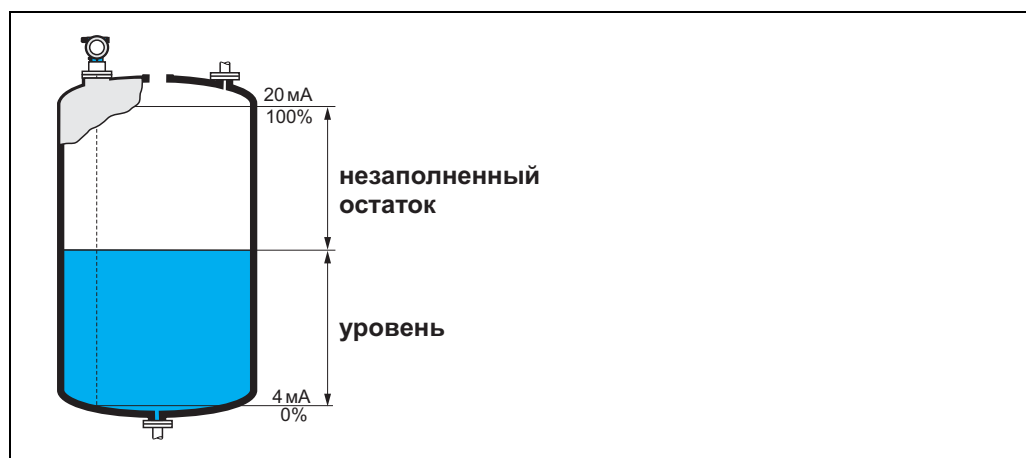 20 мА
100%
незаполненный
остаток
уровень
4 мА
0%